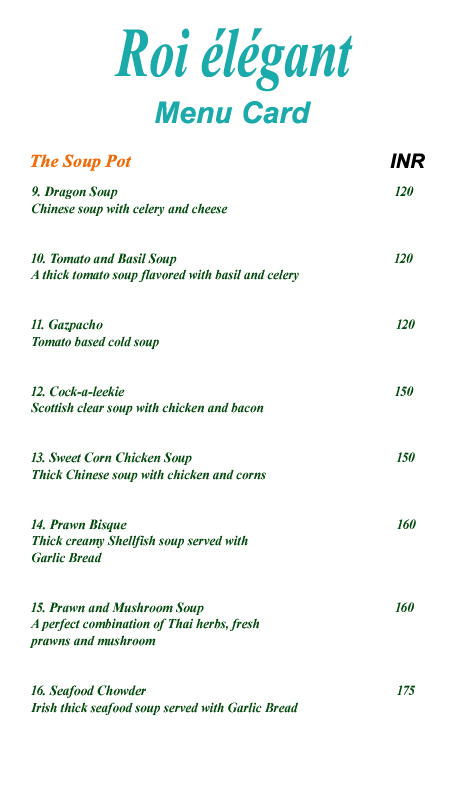 Roi élégant
Menu Card
The Soup Pot INR
9. Dragon Soup 120
Chinese soup with celery and cheese
10. Tomato and Basil Soup 120
A thick tomato soup flavored with basil and celery
11. Gazpacho 120
Tomato based cold soup
12. Cock-a-leekie 150
Scottish clear soup with chicken and bacon
13. Sweet Corn Chicken Soup 150
Thick Chinese soup with chicken and corns
14. Prawn Bisque 160
Thick creamy Shellfish soup served with
Garlic Bread
15. Prawn and Mushroom Soup 160
A perfect combination of Thai herbs, fresh
prawns and mushroom
16. Seafood Chowder 175
Irish thick seafood soup served with Garlic Bread